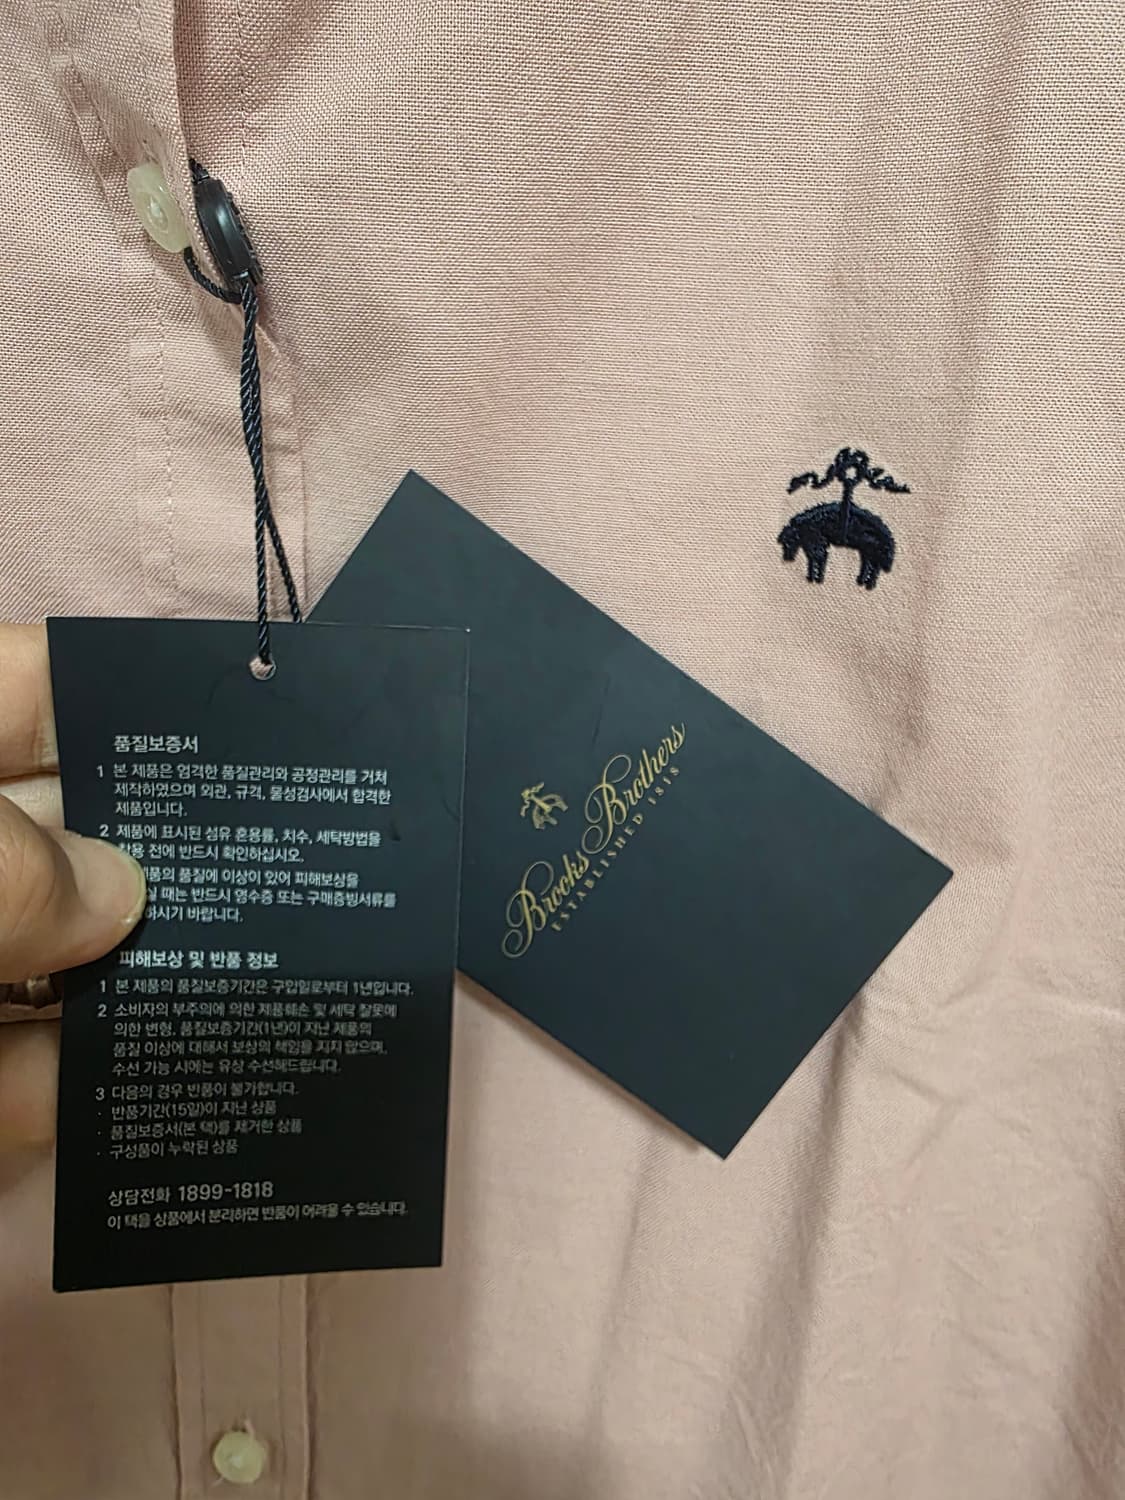 품질보증서
1 본 제품은 엄격한 품질관리와 공정관리를 거쳐
제작하였으며 외관, 규격, 물성검사에서 합격한
제품입니다.
2 제품에 표시된 섬유 혼용률, 치수, 세탁방법을
착용 전에 반드시 확인하십시오.
품의 품질에 이상이 있어 피해보상을
실 때는 반드시 영수증 또는 구매증빙서류를
하시기 바랍니다.
피해보상 및 반품 정보
1 본 제품의 품질보증기간은 구입일로부터 1년입니다.
2 소비자의 부주의에 의한 제품훼손 및 세탁 잘못에
의한 변형, 품질보증기간(1년)이 지난 제품의
품질 이상에 대해서 보상의 책임을 지지 않으며,
수선 가능 시에는 유상 수선해드립니다.
3 다음의 경우 반품이 불가합니다.
· 반품기간(15일)이 지난 상품
· 품질보증서(본 택)를 제거한 상품
· 구성품이 누락된 상품
상담전화 1899-1818
이 택을 상품에서 분리하면 반품이 어려울 수 있습니다.
Brooks Brothers
ESTABLISHED 1818